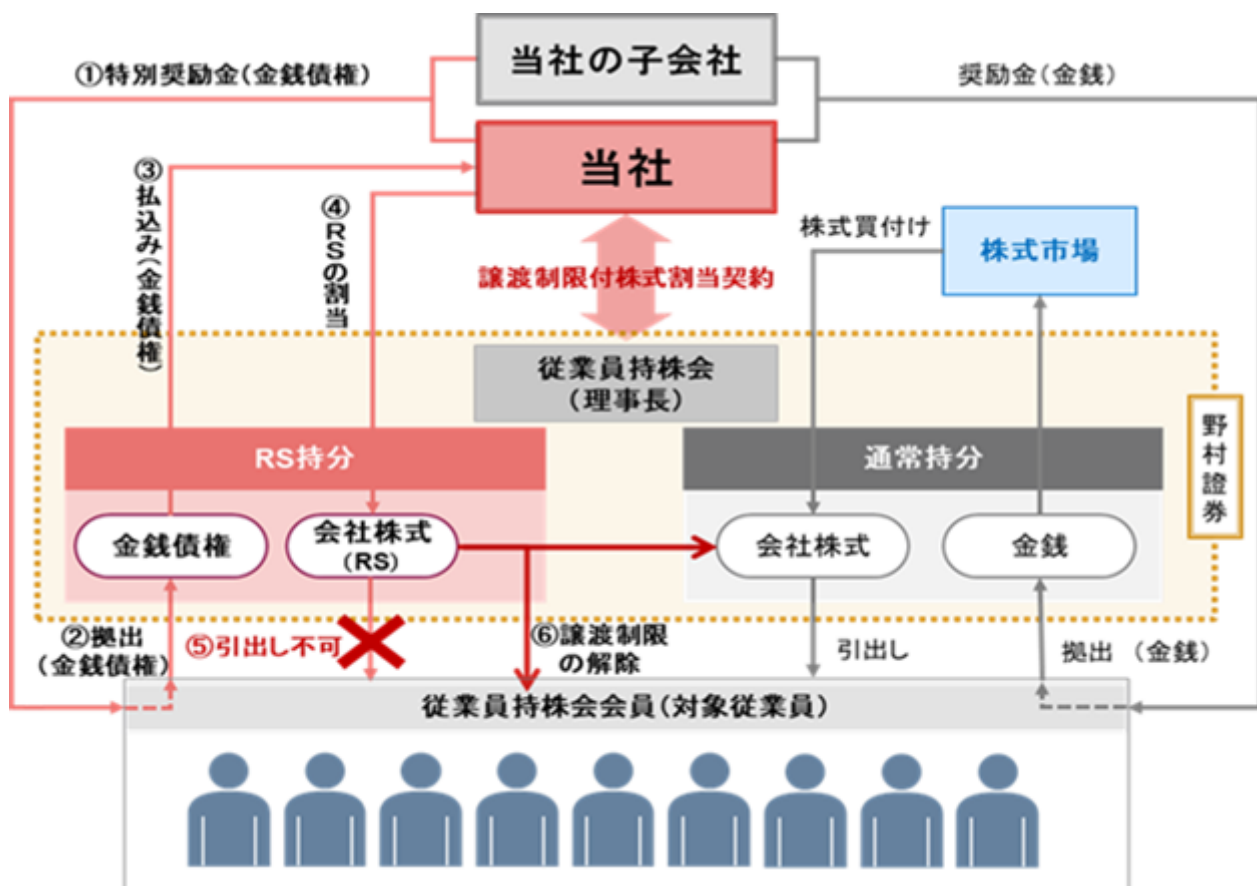 当社の子会社
①特別奨励金(金銭債権)
奨励金(金銭)
当社
③払込み(金銭債権)
④RSの割当
株式買付け
株式市場
譲渡制限付株式割当契約
従業員持株会
(理事長)
野村證券
RS持分
通常持分
金銭債権
会社株式
(RS)
会社株式
金銭
②拠出
(金銭債権)
⑤引出し不可
⑥譲渡制限
の解除
引出し
拠出 (金銭)
従業員持株会会員(対象従業員)